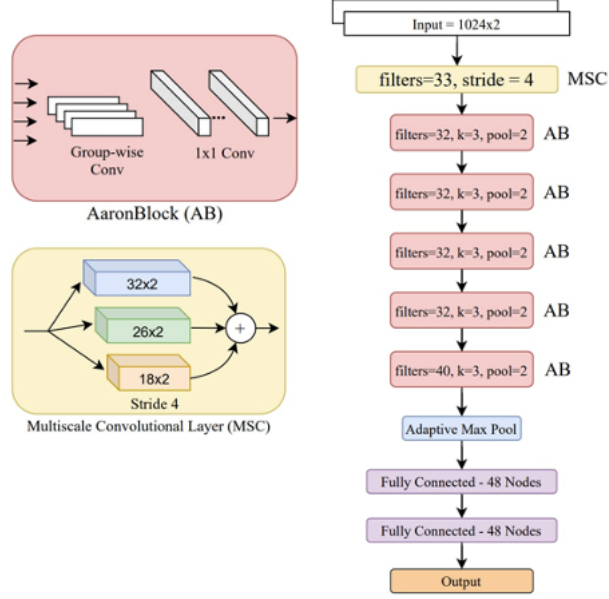 Group-wise
Conv
1x1 Conv
AaronBlock (AB)
32x2
26x2
18x2
+
Stride 4
Multiscale Convolutional Layer (MSC)
Input = 1024x2
filters=33, stride = 4
MSC
filters=32, k=3, pool=2
AB
filters=32, k=3, pool=2
AB
filters=32, k=3, pool=2
AB
filters=32, k=3, pool=2
AB
filters=40, k=3, pool=2
AB
Adaptive Max Pool
Fully Connected - 48 Nodes
Fully Connected - 48 Nodes
Output